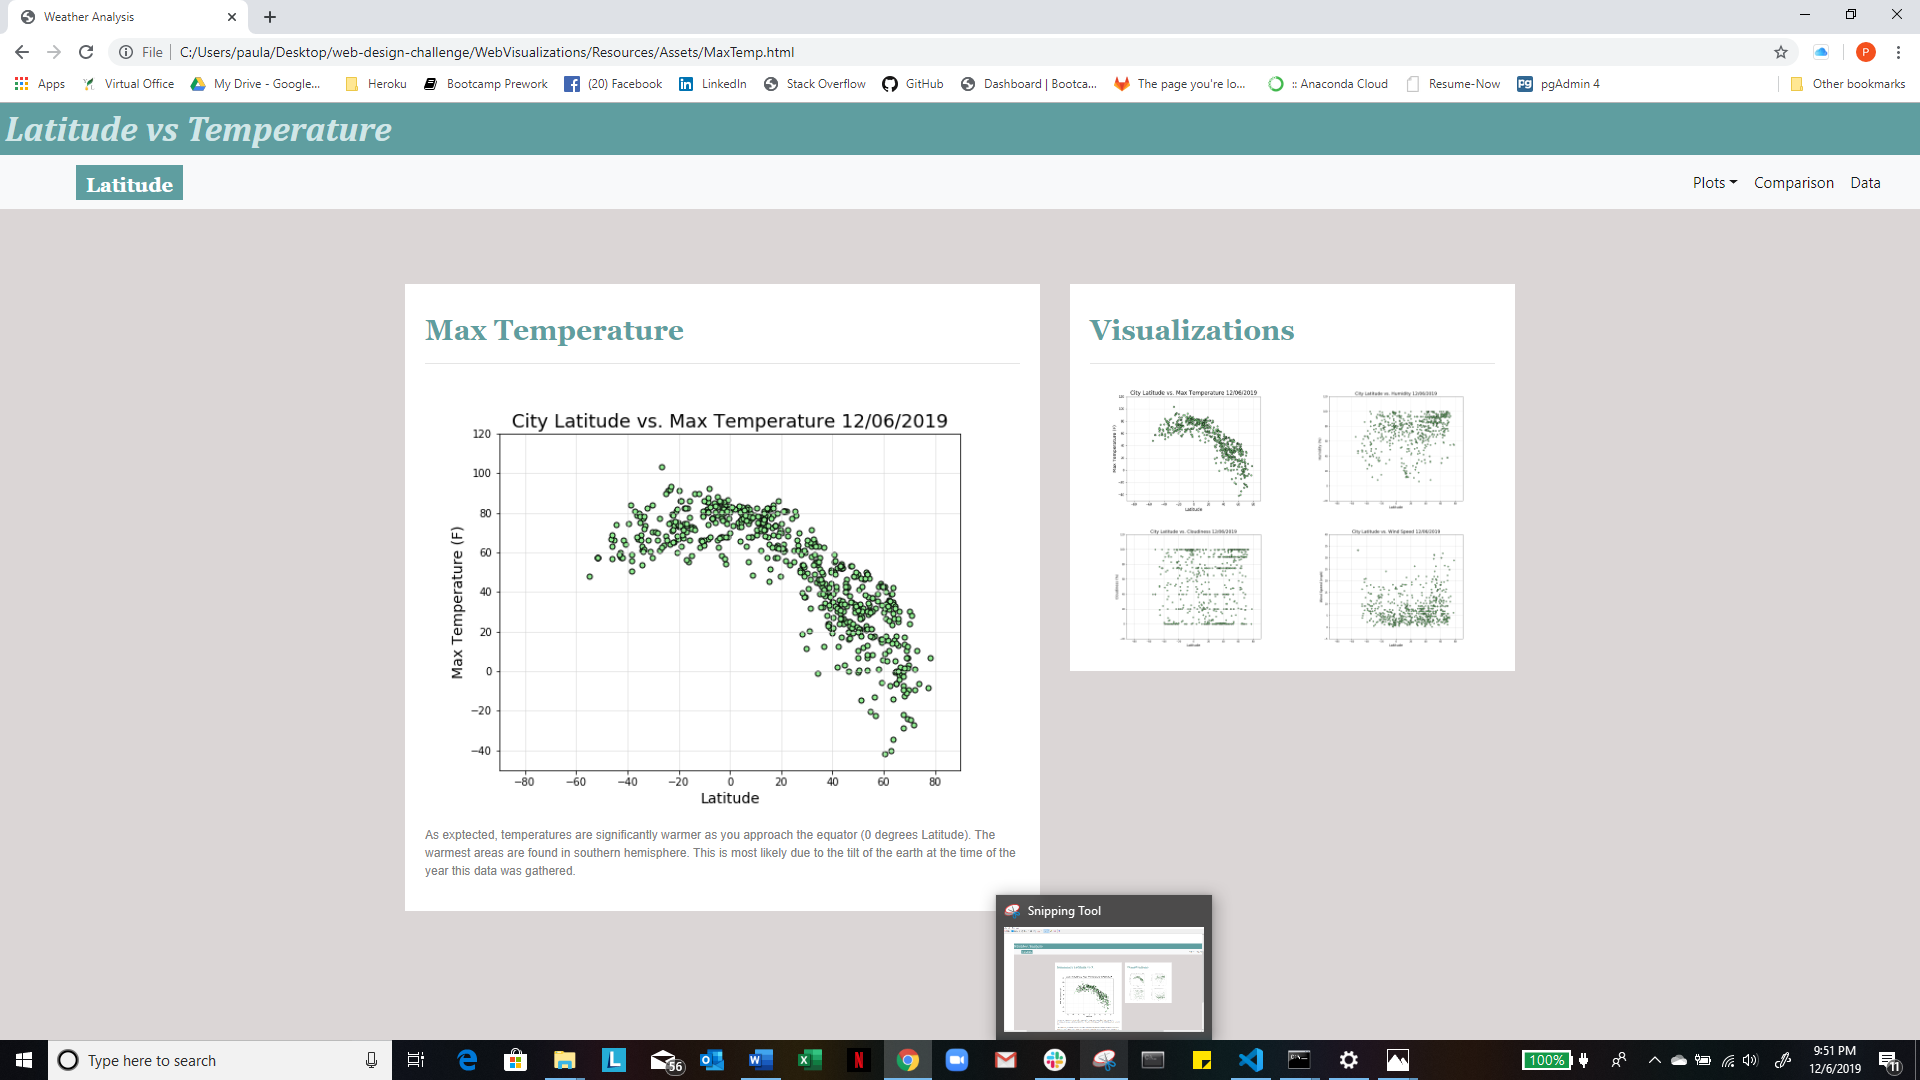 Weather Analysis
File
C:/Users/paula/Desktop/web-design-challenge/WebVisualizations/Resources/Assets/MaxTemp.html
P
Apps
Virtual Office
My Drive - Google...
Heroku
Bootcamp Prework
(20) Facebook
LinkedIn
Stack Overflow
GitHub
Dashboard | Bootca...
The page you're lo...
:: Anaconda Cloud
Resume-Now
pgAdmin 4
Other bookmarks
Latitude vs Temperature
Latitude
Plots
Comparison
Data
Max Temperature
City Latitude vs. Max Temperature 12/06/2019
120
100
80
60
40
20
0
−20
−40
Max Temperature (F)
−80 −60 −40 −20 0 20 40 60 80
Latitude
As exptected, temperatures are significantly warmer as you approach the equator (0 degrees Latitude). The
warmest areas are found in southern hemisphere. This is most likely due to the tilt of the earth at the time of the
year this data was gathered.
Visualizations
City Latitude vs. Max Temperature 12/06/2019
Max Temperature (F)
Latitude
City Latitude vs. Humidity 12/06/2019
Latitude
City Latitude vs. Cloudiness 12/06/2019
Latitude
City Latitude vs. Wind Speed 12/06/2019
Latitude
Snipping Tool
Type here to search
56
100%
9:51 PM
12/6/2019
11